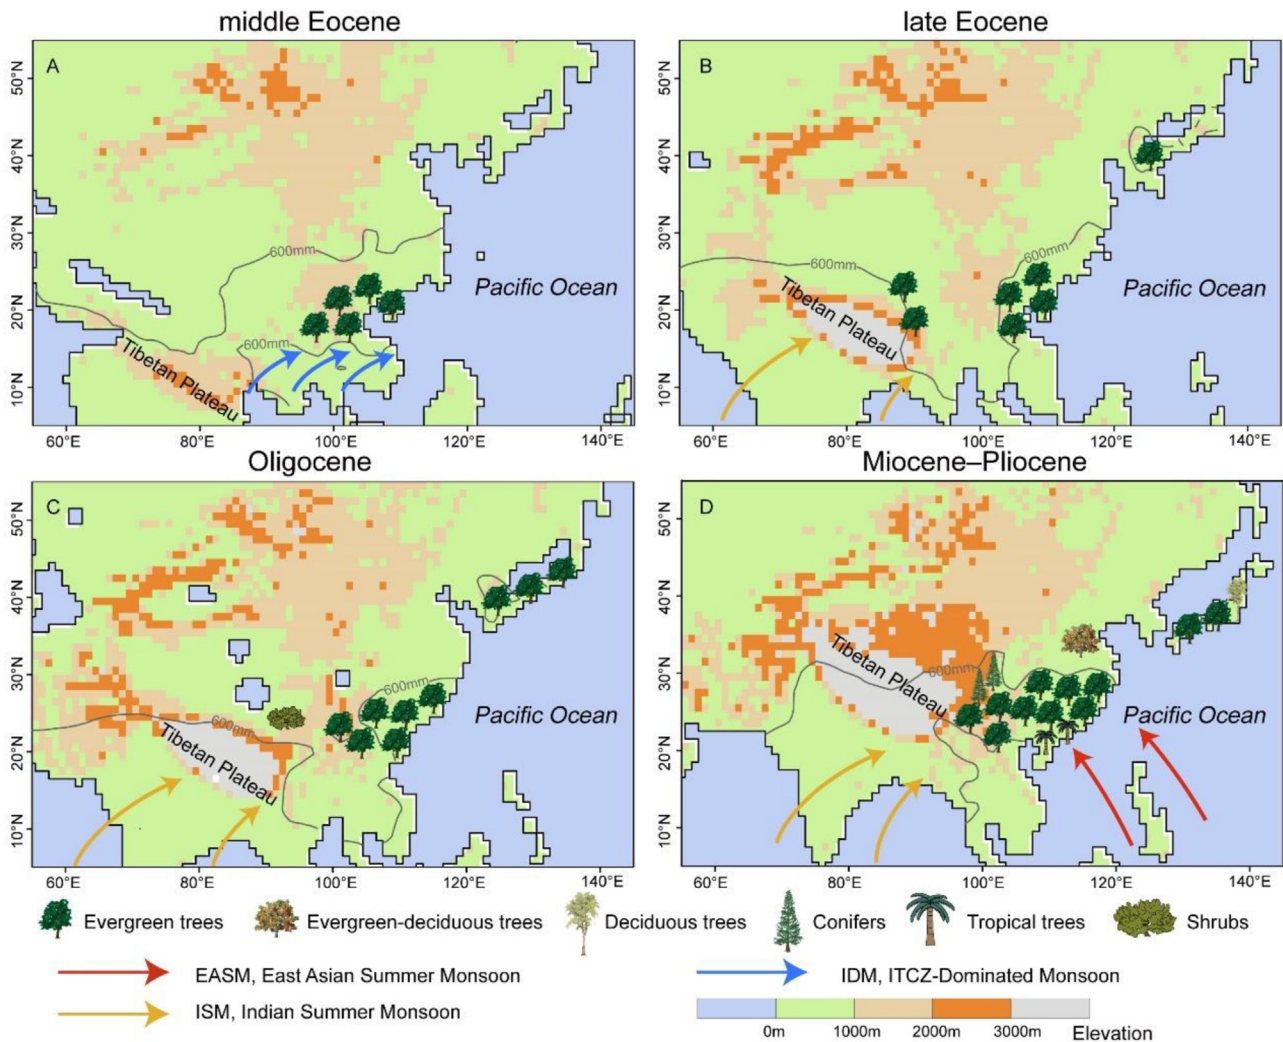 middle Eocene
late Eocene
A
50°N
40°N
30°N
20°N
10°N
600mm
600mm
Tibetan Plateau
Pacific Ocean
60°E
80°E
100°E
120°E
140°E
B
50°N
40°N
30°N
20°N
10°N
600mm
600mm
Tibetan Plateau
Pacific Ocean
60°E
80°E
100°E
120°E
140°E
Oligocene
Miocene–Pliocene
C
50°N
40°N
30°N
20°N
10°N
600mm
600mm
Tibetan Plateau
Pacific Ocean
60°E
80°E
100°E
120°E
140°E
D
50°N
40°N
30°N
20°N
10°N
600mm
Tibetan Plateau
Pacific Ocean
60°E
80°E
100°E
120°E
140°E
Evergreen trees
Evergreen-deciduous trees
Deciduous trees
Conifers
Tropical trees
Shrubs
EASM, East Asian Summer Monsoon
IDM, ITCZ-Dominated Monsoon
ISM, Indian Summer Monsoon
0m 1000m 2000m 3000m Elevation